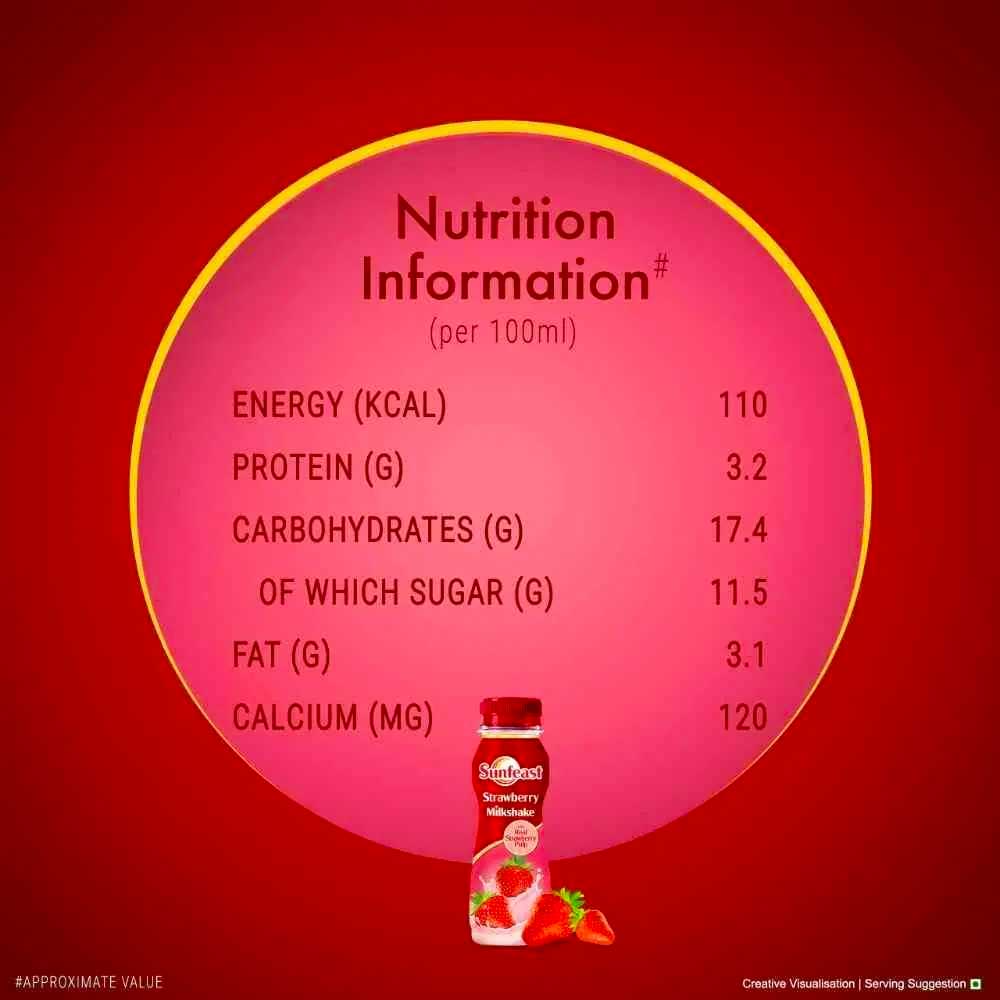 Nutrition
Information#
(per 100ml)
ENERGY (KCAL) 110
PROTEIN (G) 3.2
CARBOHYDRATES (G) 17.4
OF WHICH SUGAR (G) 11.5
FAT (G) 3.1
CALCIUM (MG) 120
Sunfeast
Strawberry
Milkshake
Real
Strawberry
Pulp
#APPROXIMATE VALUE
Creative Visualisation | Serving Suggestion